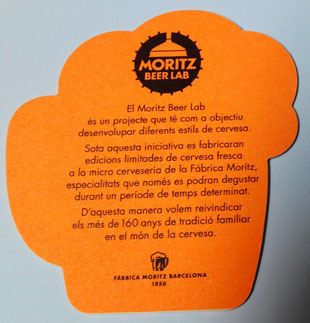 MORITZ
BEER LAB
El Moritz Beer Lab
és un projecte que té com a objectiu
desenvolupar diferents estils de cervesa.
Sota aquesta iniciativa es fabricaran
edicions limitades de cervesa fresca
a la micro cerveseria de la Fàbrica Moritz,
especialitats que només es podran degustar
durant un període de temps determinat.
D'aquesta manera volem reivindicar
els més de 160 anys de tradició familiar
en el món de la cervesa.
FÀBRICA MORITZ BARCELONA
1856